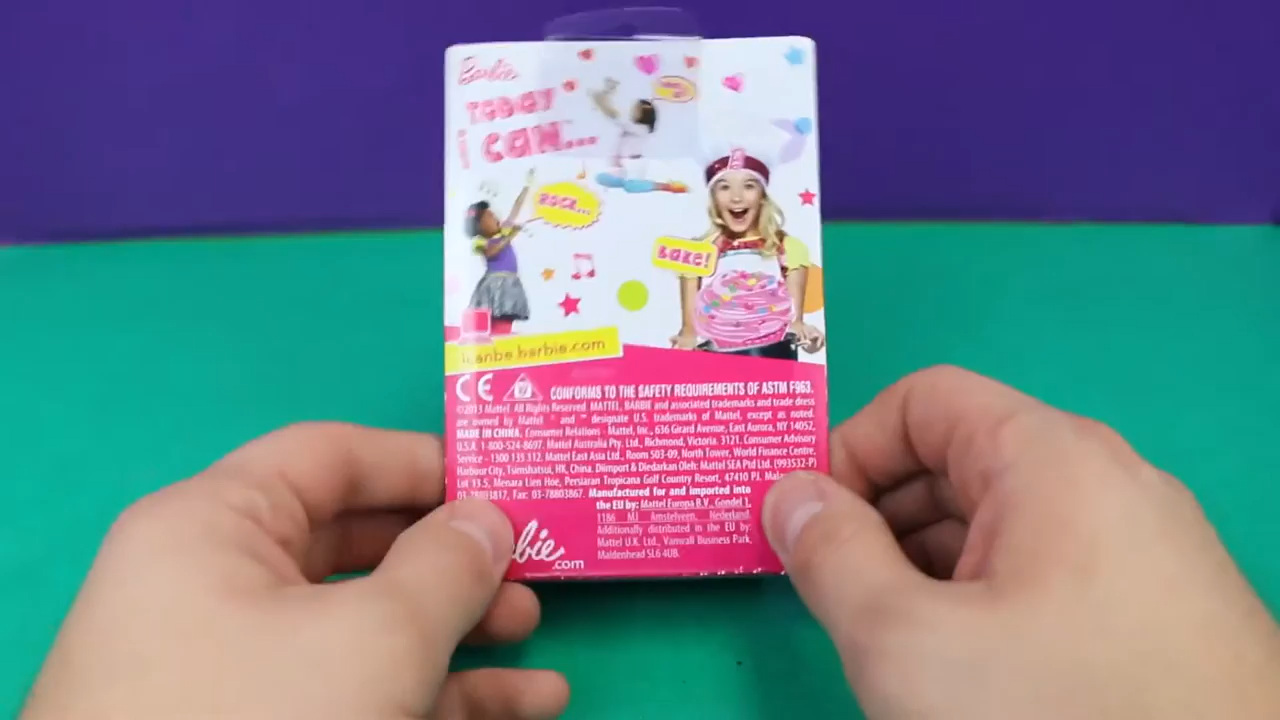 Barbie
TODAY
i can...
ROCK...
BAKE!
icanbe.barbie.com
CE CONFORMS TO THE SAFETY REQUIREMENTS OF ASTM F963.
©2013 Mattel. All Rights Reserved. MATTEL, BARBIE and associated trademarks and trade dress
are owned by Mattel ® and ™ designate U.S. trademarks of Mattel, except as noted.
MADE IN CHINA. Consumer Relations - Mattel, Inc., 636 Girard Avenue, East Aurora, NY 14052,
U.S.A. 1-800-524-8697. Mattel Australia Pty. Ltd., Richmond, Victoria. 3121. Consumer Advisory
Service - 1300 135 312. Mattel East Asia Ltd., Room 503-09, North Tower, World Finance Centre,
Harbour City, Tsimshatsui, HK, China. Diimport & Diedarkan Oleh: Mattel SEA Ptd Ltd. (993532-P)
Lot 13.5, Menara Lien Hoe, Persiaran Tropicana Golf Country Resort, 47410 PJ,
03-78803817, Fax: 03-78803867. Manufactured for and imported into
the EU by: Mattel Europa B.V., Gondel 1,
1186 MJ Amstelveen, Nederland.
Additionally distributed in the EU by:
Mattel U.K. Ltd., Vanwall Business Park,
Maidenhead SL6 4UB.
bie
.com